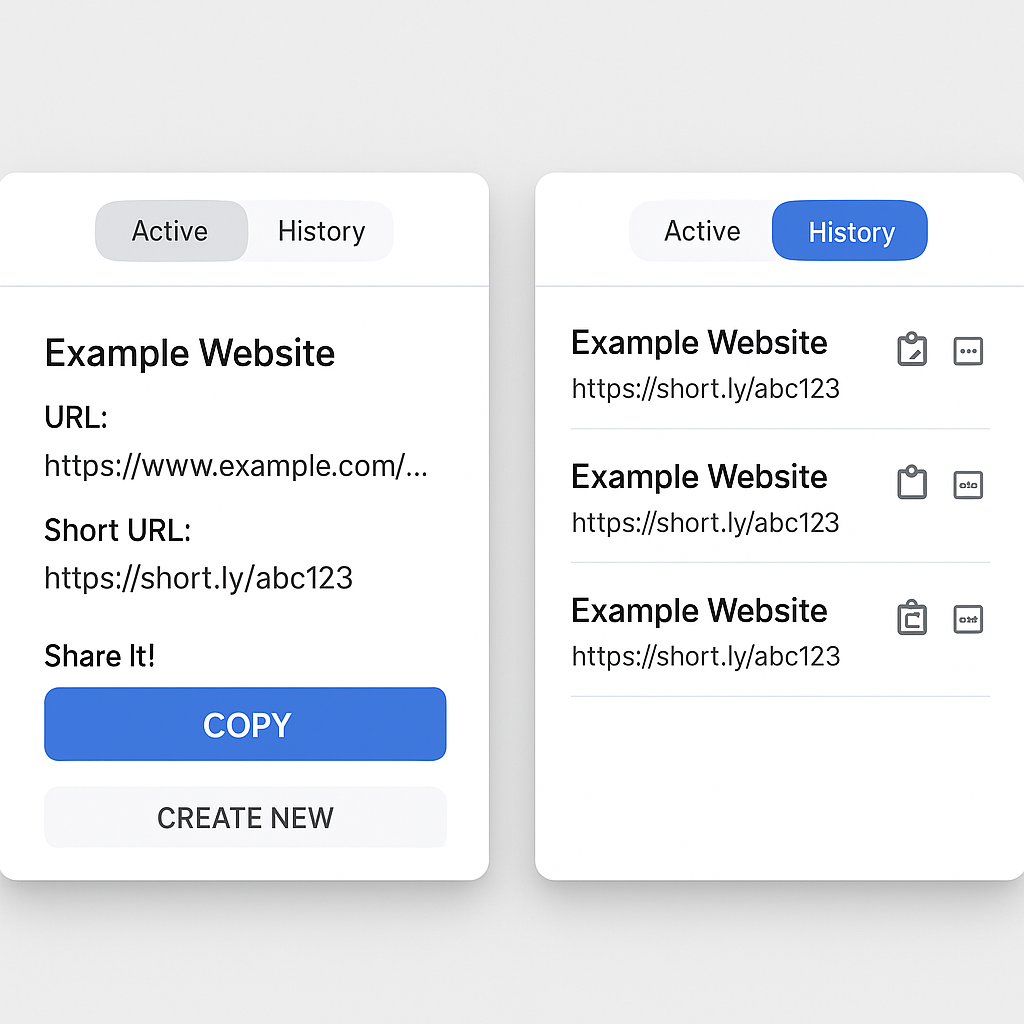 Active History
Example Website
URL:
https://www.example.com/...
Short URL:
https://short.ly/abc123
Share It!
COPY
CREATE NEW
Active History
Example Website
https://short.ly/abc123
Example Website
https://short.ly/abc123
Example Website
https://short.ly/abc123